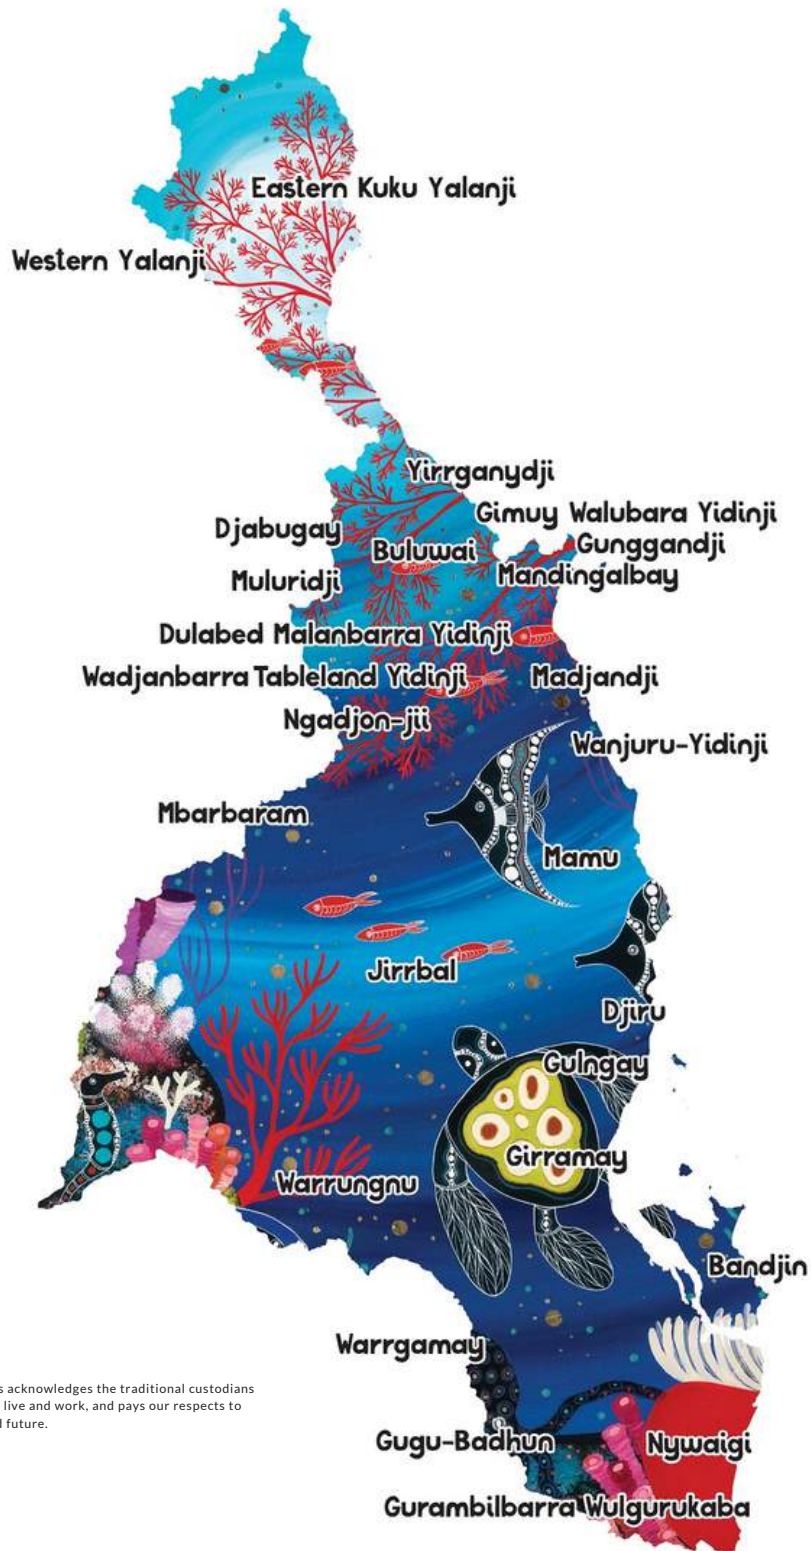 Eastern Kuku Yalanji
Western Yalanji
Yirrganydji
Gimuy Walubara Yidinji
Djabugay
Gunggandji
Buluwai
Mandingalbay
Muluridji
Dulabed Malanbarra Yidinji
Wadjanbarra Tableland Yidinji
Madjandji
Ngadjon-jii
Wanjuru-Yidinji
Mbarbaram
Mamu
Jirrbal
Djiru
Gulngay
Girramay
Warrungnu
Bandjin
Warrgamay
s acknowledges the traditional custodians
live and work, and pays our respects to
future.
Gugu-Badhun
Nywaigi
Gurambilbarra Wulgurukaba